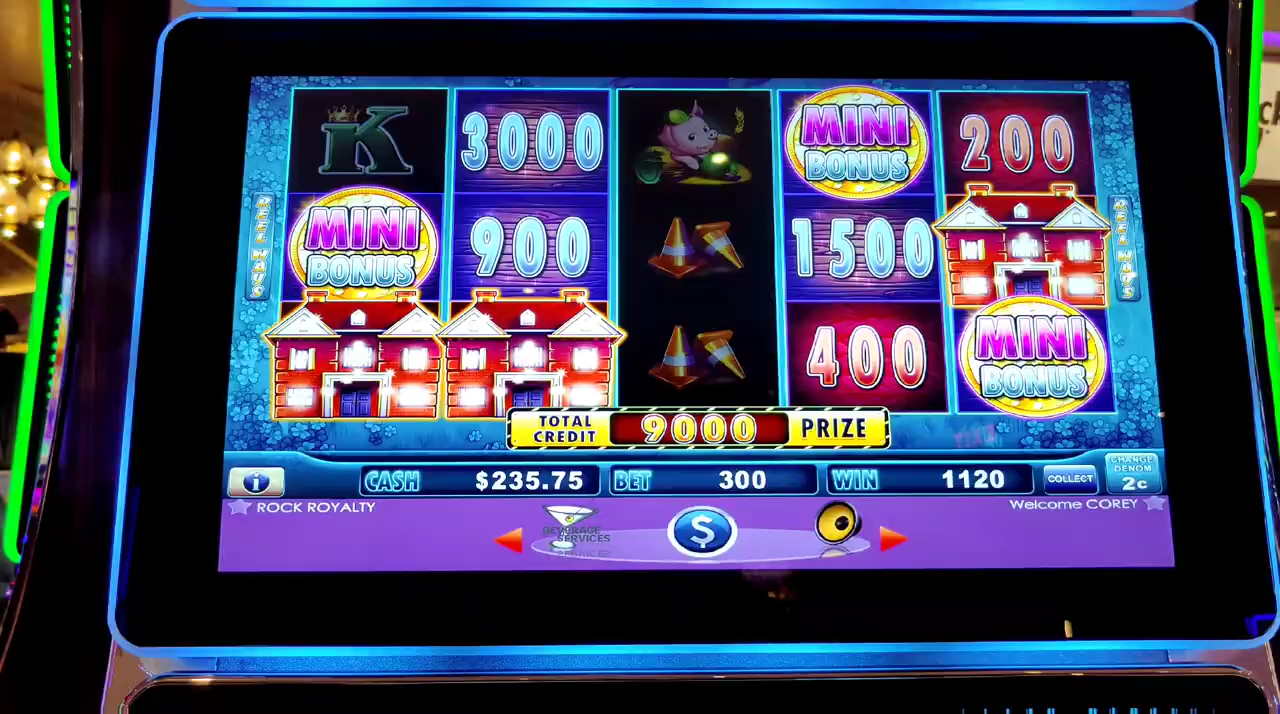 K
3000
MINI
BONUS
200
REEL WAYS
MINI
BONUS
900
1500
REEL WAYS
400
MINI
BONUS
TOTAL
CREDIT
9000
PRIZE
CASH
$235.75
BET
300
WIN
1120
COLLECT
CHANGE
DENOM
2¢
ROCK ROYALTY
Welcome COREY
BEVERAGE
SERVICES
$